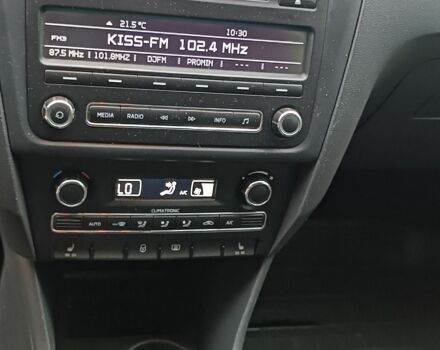 21.5°C
10:30
FM3
KISS-FM 102.4 MHz
87.5 MHz | 101.8MHZ | DJFM | PROMIN | --- | ---
MEDIA RADIO INFO
LO A/C
CLIMATRONIC
AUTO A/C